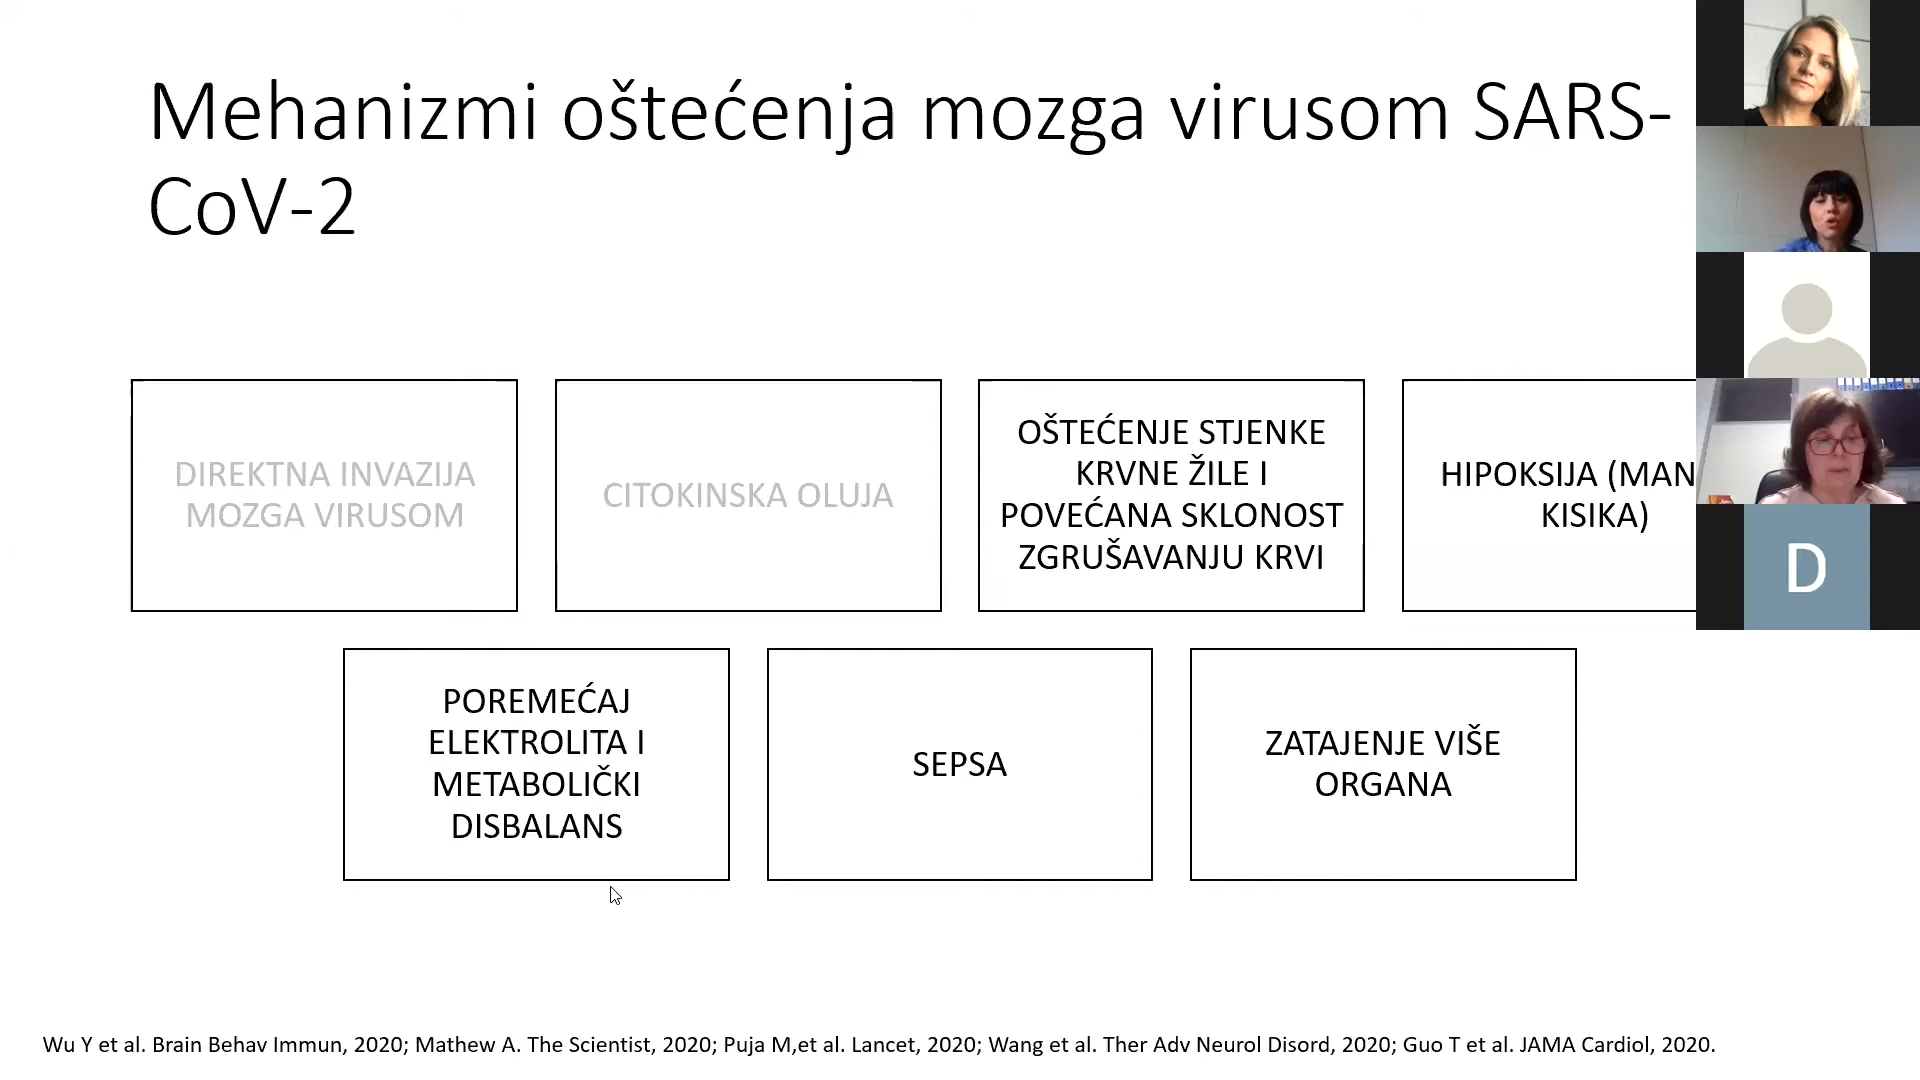 Mehanizmi oštećenja mozga virusom SARS-
CoV-2
DIREKTNA INVAZIJA
MOZGA VIRUSOM
CITOKINSKA OLUJA
OŠTEĆENJE STJENKE
KRVNE ŽILE I
POVEĆANA SKLONOST
ZGRUŠAVANJU KRVI
HIPOKSIJA (MAN
KISIKA)
D
POREMEĆAJ
ELEKTROLITA I
METABOLIČKI
DISBALANS
SEPSA
ZATAJENJE VIŠE
ORGANA
Wu Y et al. Brain Behav Immun, 2020; Mathew A. The Scientist, 2020; Puja M,et al. Lancet, 2020; Wang et al. Ther Adv Neurol Disord, 2020; Guo T et al. JAMA Cardiol, 2020.